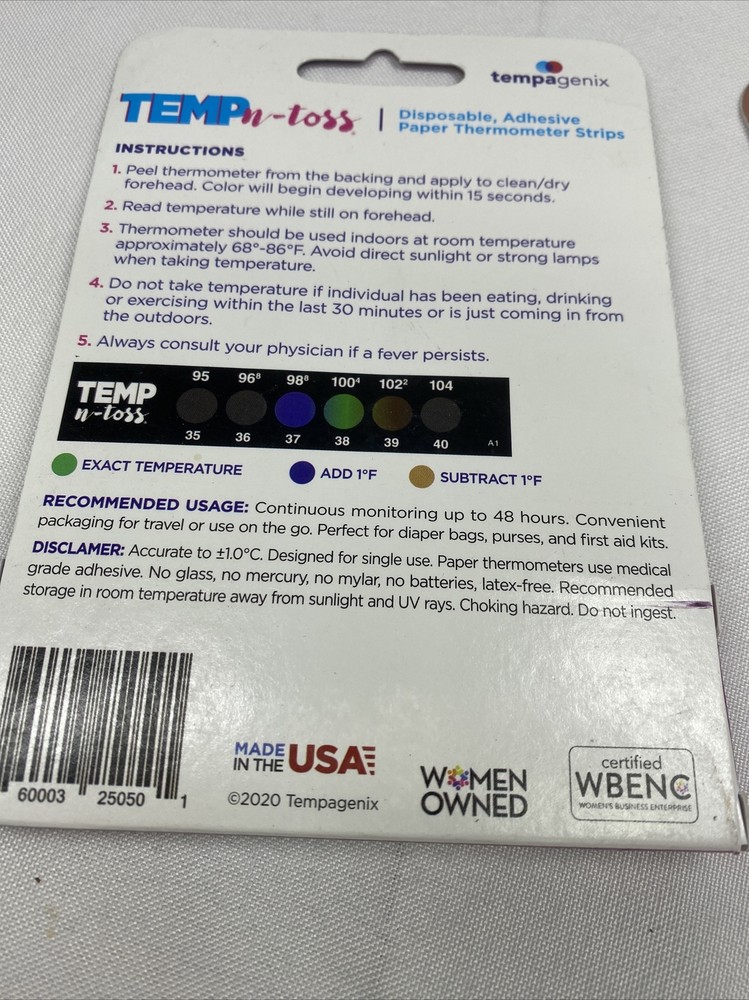 tempagenix
TEMPn-toss | Disposable, Adhesive
Paper Thermometer Strips
INSTRUCTIONS
1. Peel thermometer from the backing and apply to clean/dry
forehead. Color will begin developing within 15 seconds.
2. Read temperature while still on forehead.
3. Thermometer should be used indoors at room temperature
approximately 68°-86°F. Avoid direct sunlight or strong lamps
when taking temperature.
4. Do not take temperature if individual has been eating, drinking
or exercising within the last 30 minutes or is just coming in from
the outdoors.
5. Always consult your physician if a fever persists.
95 96⁸ 98⁸ 100⁴ 102² 104
TEMP
n-toss
35 36 37 38 39 40 A1
EXACT TEMPERATURE ADD 1°F SUBTRACT 1°F
RECOMMENDED USAGE: Continuous monitoring up to 48 hours. Convenient
packaging for travel or use on the go. Perfect for diaper bags, purses, and first aid kits.
DISCLAMER: Accurate to ±1.0°C. Designed for single use. Paper thermometers use medical
grade adhesive. No glass, no mercury, no mylar, no batteries, latex-free. Recommended
storage in room temperature away from sunlight and UV rays. Choking hazard. Do not ingest.
60003 25050 1
MADE
IN THE USA
©2020 Tempagenix
WOMEN
OWNED
certified
WBENC
WOMEN'S BUSINESS ENTERPRISE